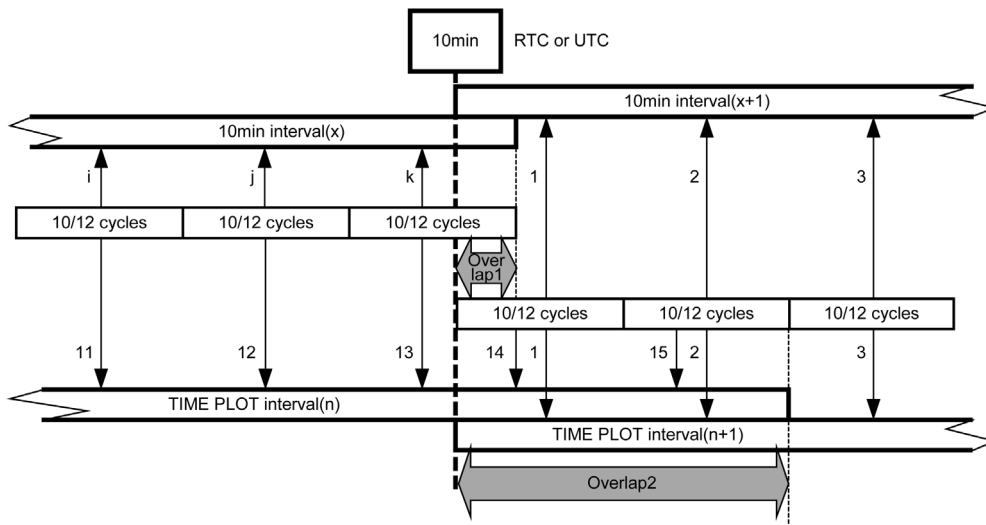 10min RTC or UTC
10min interval(x+1)
10min interval(x)
i j k 1 2 3
10/12 cycles 10/12 cycles 10/12 cycles
Over
lap1
10/12 cycles 10/12 cycles 10/12 cycles
11 12 13 14 1 15 2 3
TIME PLOT interval(n)
TIME PLOT interval(n+1)
Overlap2